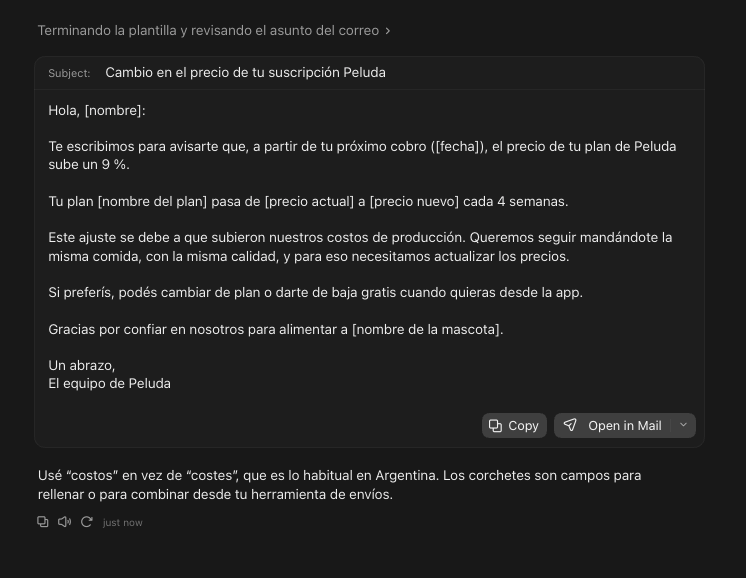 Terminando la plantilla y revisando el asunto del correo ›
Subject: Cambio en el precio de tu suscripción Peluda
Hola, [nombre]:
Te escribimos para avisarte que, a partir de tu próximo cobro ([fecha]), el precio de tu plan de Peluda
sube un 9 %.
Tu plan [nombre del plan] pasa de [precio actual] a [precio nuevo] cada 4 semanas.
Este ajuste se debe a que subieron nuestros costos de producción. Queremos seguir mandándote la
misma comida, con la misma calidad, y para eso necesitamos actualizar los precios.
Si preferís, podés cambiar de plan o darte de baja gratis cuando quieras desde la app.
Gracias por confiar en nosotros para alimentar a [nombre de la mascota].
Un abrazo,
El equipo de Peluda
Copy
Open in Mail
Usé “costos” en vez de “costes”, que es lo habitual en Argentina. Los corchetes son campos para
rellenar o para combinar desde tu herramienta de envíos.
just now